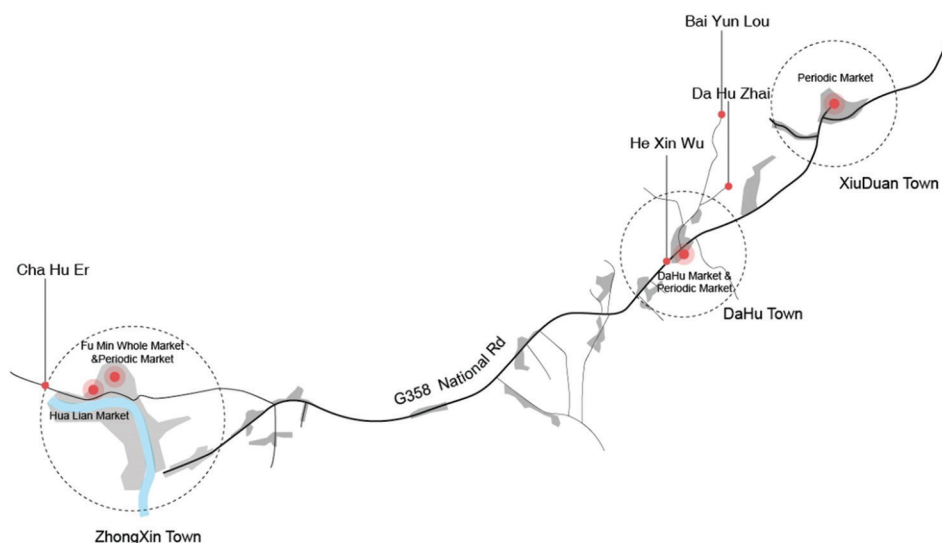 Bai Yun Lou
Periodic Market
Da Hu Zhai
He Xin Wu
XiuDuan Town
Cha Hu Er
DaHu Market &
Periodic Market
DaHu Town
Fu Min Whole Market
&Periodic Market
G358 National Rd
Hua Lian Market
ZhongXin Town